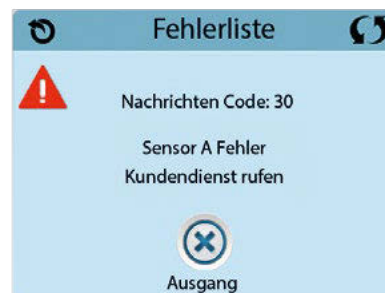 Fehlerliste
Nachrichten Code: 30
Sensor A Fehler
Kundendienst rufen
Ausgang